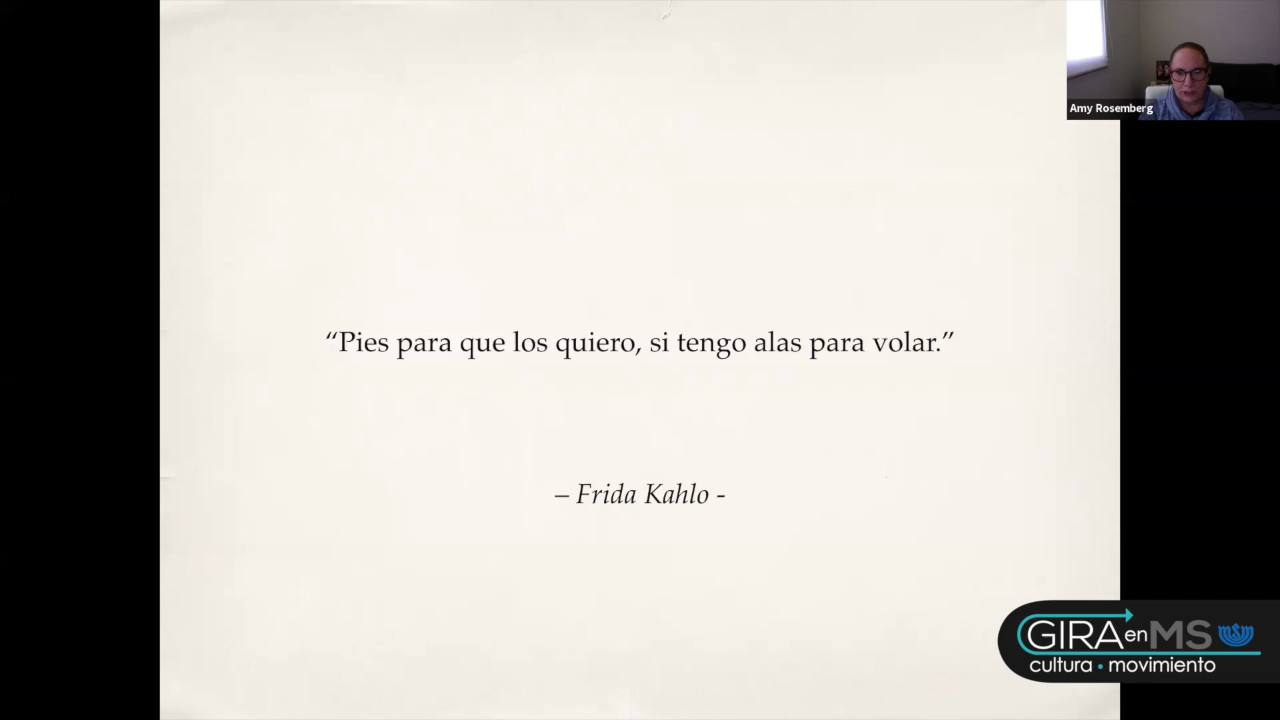 Amy Rosemberg
“Pies para que los quiero, si tengo alas para volar.”
– Frida Kahlo -
GIRA en MS
cultura • movimiento